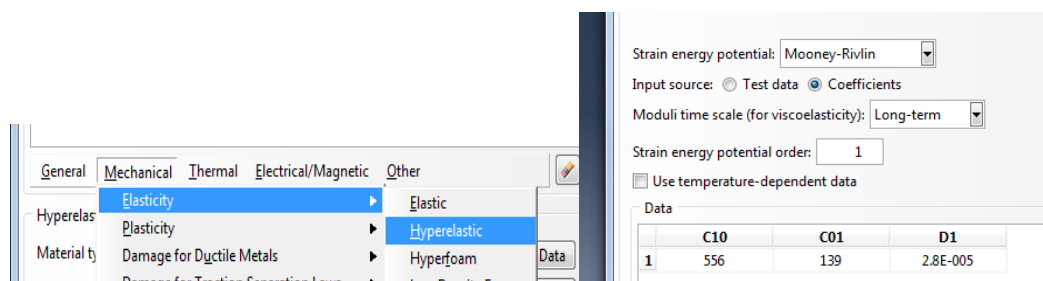 General Mechanical Thermal Electrical/Magnetic Other
Elasticity
Plasticity
Damage for Ductile Metals
Elastic
Hyperelastic
Hyperfoam
Hyperelas
Material ty
Data
Strain energy potential: Mooney-Rivlin
Input source: Test data Coefficients
Moduli time scale (for viscoelasticity): Long-term
Strain energy potential order: 1
Use temperature-dependent data
Data
C10 C01 D1
1 556 139 2.8E-005